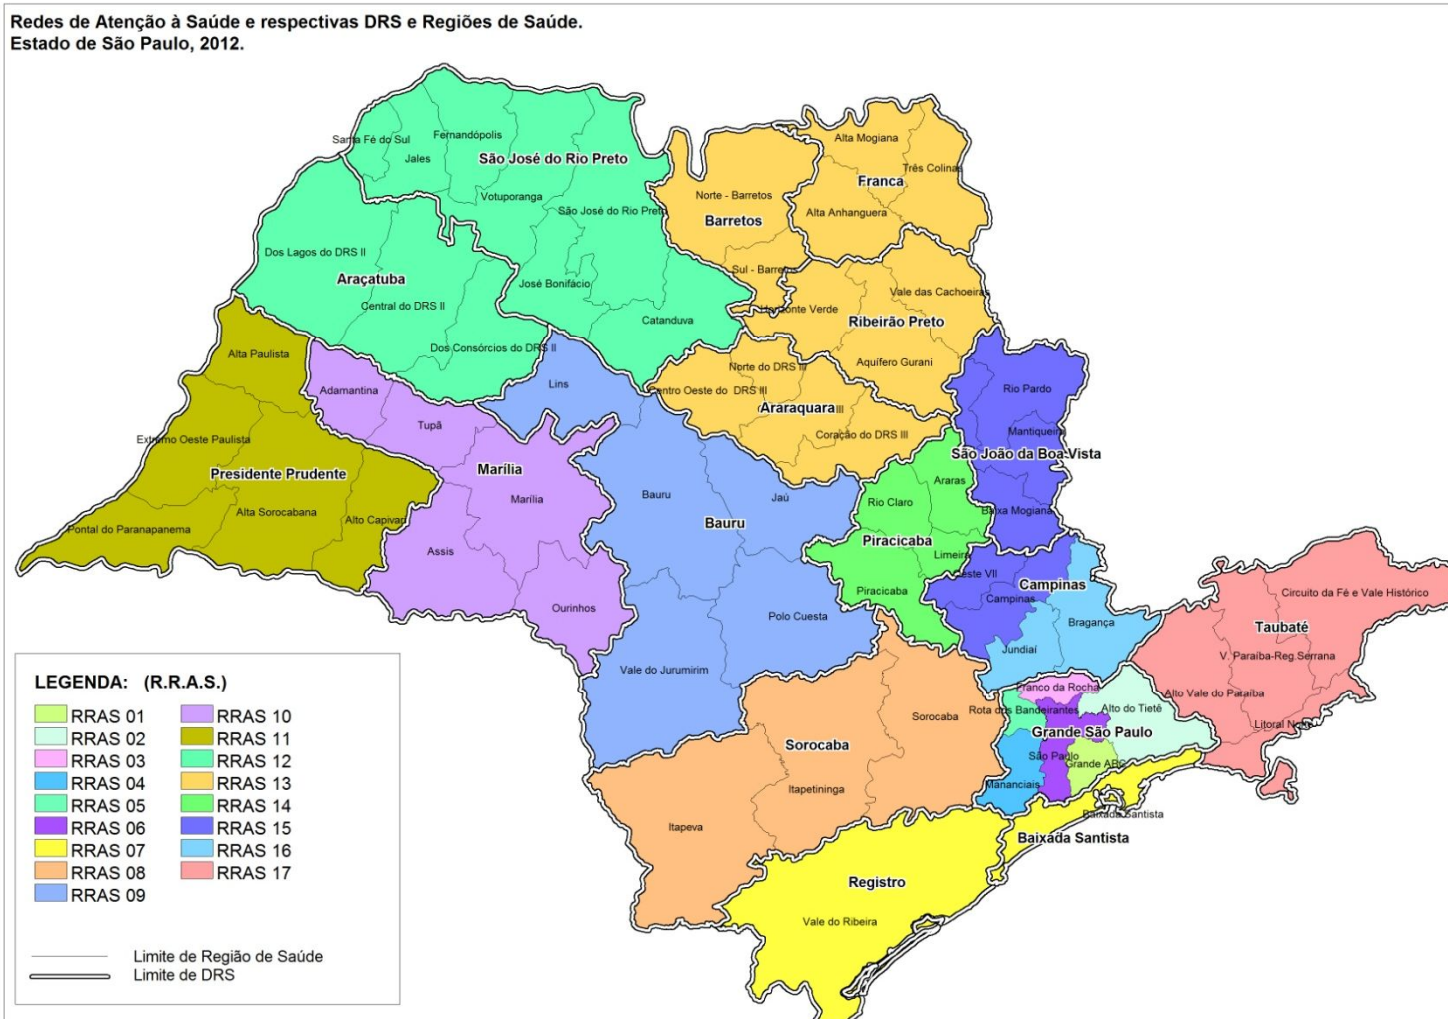 Redes de Atenção à Saúde e respectivas DRS e Regiões de Saúde.
Estado de São Paulo, 2012.
Santa Fé do Sul
Fernandópolis
Jales
São José do Rio Preto
Votuporanga
São José do Rio Preto
Dos Lagos do DRS II
Araçatuba
Central do DRS II
José Bonifácio
Catanduva
Dos Consórcios do DRS II
Alta Mogiana
Três Colinas
Franca
Norte - Barretos
Alta Anhanguera
Barretos
Sul - Barretos
Horizonte Verde
Vale das Cachoeiras
Ribeirão Preto
Aquífero Gurani
Norte do DRS III
Centro Oeste do DRS III
Araraquara
III
Coração do DRS III
Alta Paulista
Adamantina
Lins
Tupã
Extremo Oeste Paulista
Presidente Prudente
Marília
Marília
Alta Sorocabana
Alto Capivari
Pontal do Paranapanema
Assis
Ourinhos
Bauru
Jaú
Bauru
Polo Cuesta
Vale do Jurumirim
Rio Pardo
Mantiqueira
São João da Boa Vista
Baixa Mogiana
Araras
Rio Claro
Piracicaba
Limeira
Piracicaba
Oeste VII
Campinas
Campinas
Bragança
Jundiaí
Circuito da Fé e Vale Histórico
Taubaté
V. Paraíba-Reg.Serrana
Alto Vale do Paraíba
Litoral Norte
Franco da Rocha
Rota dos Bandeirantes
Alto do Tietê
Grande São Paulo
São Paulo
Grande ABC
Mananciais
Sorocaba
Sorocaba
Itapetininga
Itapeva
Baixada Santista
Baixada Santista
Registro
Vale do Ribeira
LEGENDA: (R.R.A.S.)
RRAS 01
RRAS 02
RRAS 03
RRAS 04
RRAS 05
RRAS 06
RRAS 07
RRAS 08
RRAS 09
RRAS 10
RRAS 11
RRAS 12
RRAS 13
RRAS 14
RRAS 15
RRAS 16
RRAS 17
Limite de Região de Saúde
Limite de DRS